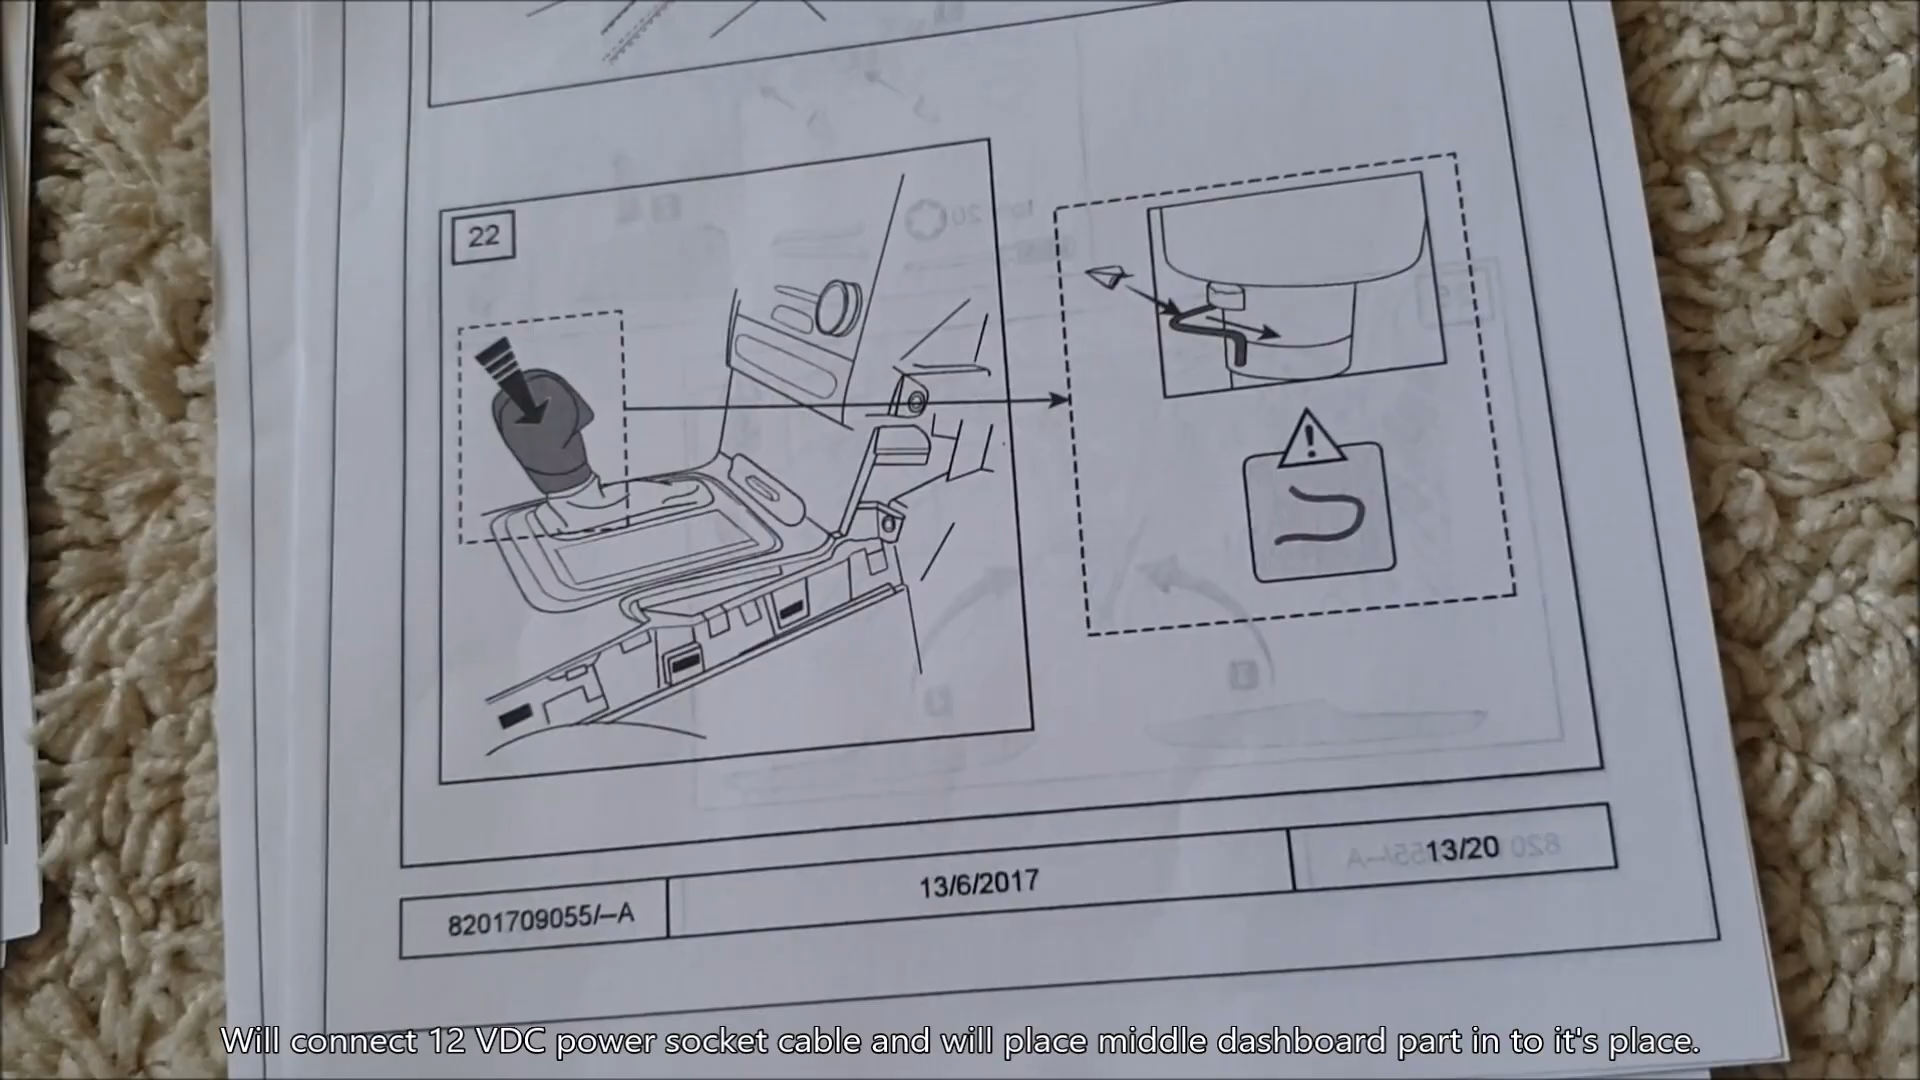 22
8201709055/--A
13/6/2017
13/20
Will connect 12 VDC power socket cable and will place middle dashboard part in to it's place.